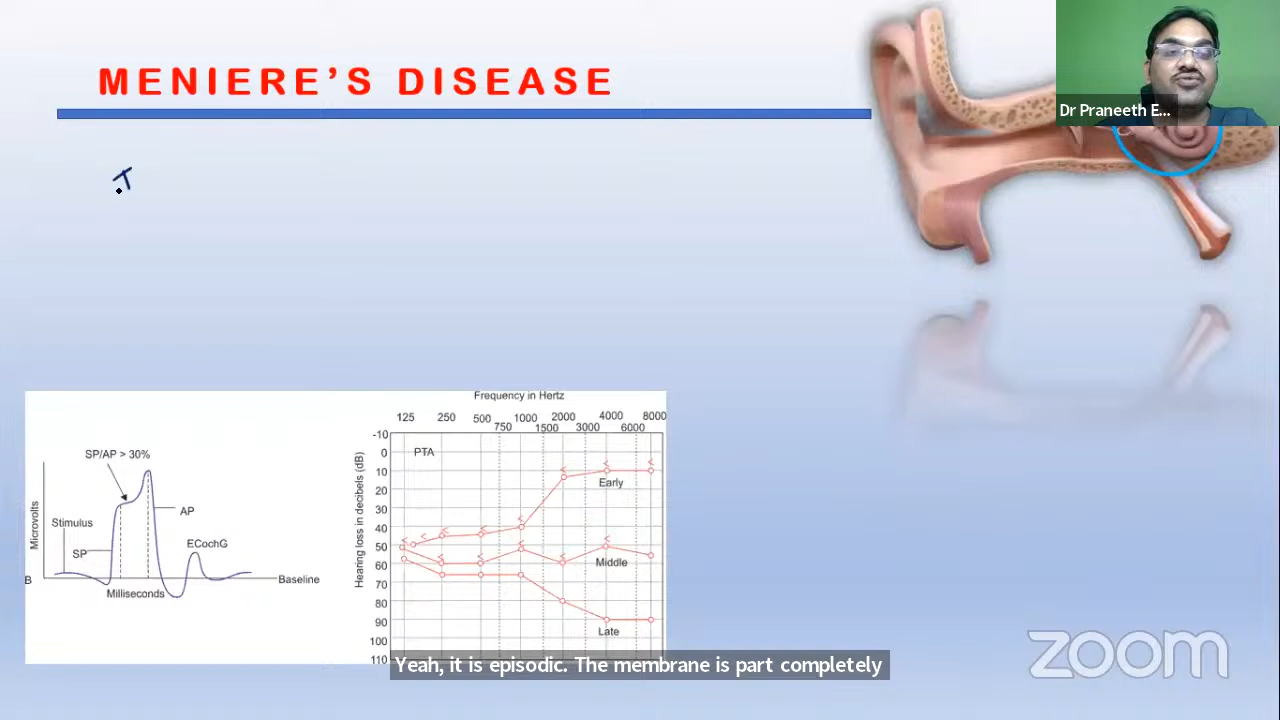 MENIERE'S DISEASE
Dr Praneeth E...
T
Frequency in Hertz
125 250 500 1000 2000 4000 8000
750 1500 3000 6000
-10
0
10
20
30
40
50
60
70
80
90
100
110
Hearing loss in decibels (dB)
PTA
Early
Middle
Late
SP/AP > 30%
Microvolts
Stimulus
AP
SP
ECochG
B
Baseline
Milliseconds
Yeah, it is episodic. The membrane is part completely
zoom